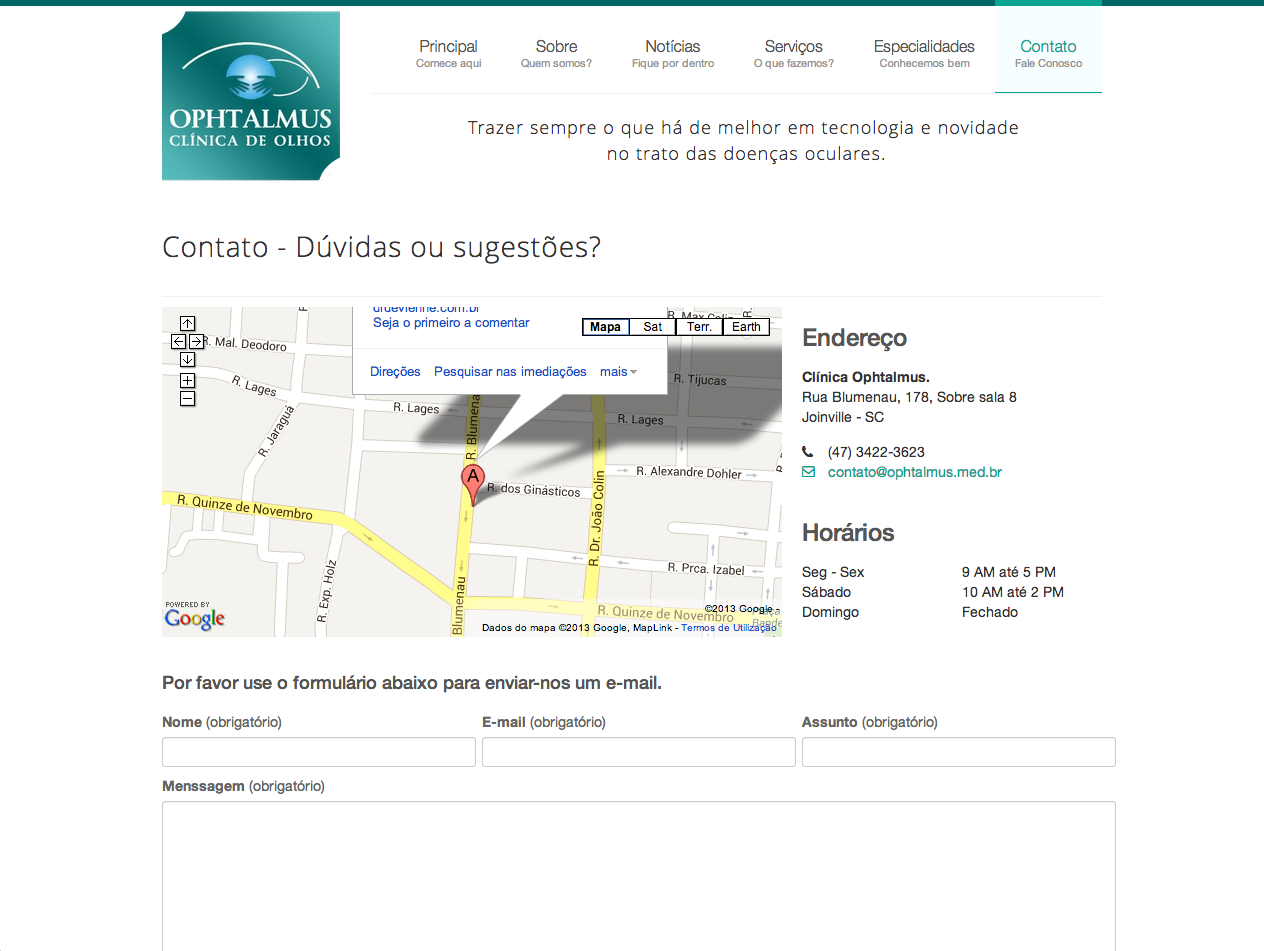 OPHTALMUS
CLÍNICA DE OLHOS
Principal
Comece aqui
Sobre
Quem somos?
Notícias
Fique por dentro
Serviços
O que fazemos?
Especialidades
Conhecemos bem
Contato
Fale Conosco
Trazer sempre o que há de melhor em tecnologia e novidade
no trato das doenças oculares.
Contato - Dúvidas ou sugestões?
drdevienne.com.br
Seja o primeiro a comentar
Direções Pesquisar nas imediações mais
Mapa Sat Terr. Earth
R. Max Colin
R. Mal. Deodoro
R. Lages
R. Jaraguá
R. Lages
R. Blumenau
R. Tijucas
R. Lages
R. Alexandre Dohler
A
R. dos Ginásticos
R. Dr. João Colin
R. Quinze de Novembro
R. Exp. Holz
R. Prca. Izabel
Blumenau
R. Quinze de Novembro
POWERED BY
Google
©2013 Google -
Dados do mapa ©2013 Google, MapLink - Termos de Utilização
Endereço
Clínica Ophtalmus.
Rua Blumenau, 178, Sobre sala 8
Joinville - SC
(47) 3422-3623
contato@ophtalmus.med.br
Horários
Seg - Sex 9 AM até 5 PM
Sábado 10 AM até 2 PM
Domingo Fechado
Por favor use o formulário abaixo para enviar-nos um e-mail.
Nome (obrigatório)
E-mail (obrigatório)
Assunto (obrigatório)
Menssagem (obrigatório)